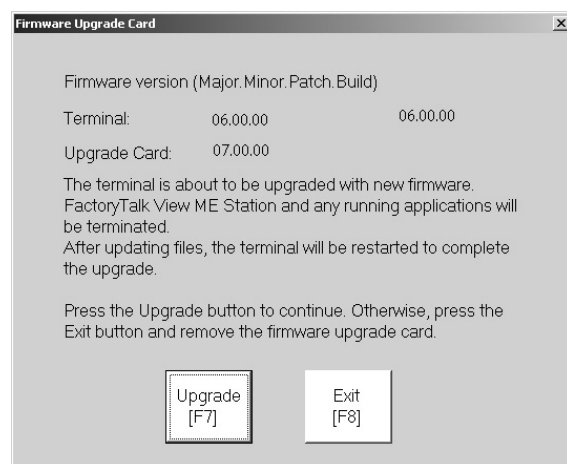 Firmware Upgrade Card
Firmware version (Major.Minor.Patch.Build)
Terminal: 06.00.00 06.00.00
Upgrade Card: 07.00.00
The terminal is about to be upgraded with new firmware.
FactoryTalk View ME Station and any running applications will
be terminated.
After updating files, the terminal will be restarted to complete
the upgrade.
Press the Upgrade button to continue. Otherwise, press the
Exit button and remove the firmware upgrade card.
Upgrade Exit
[F7] [F8]